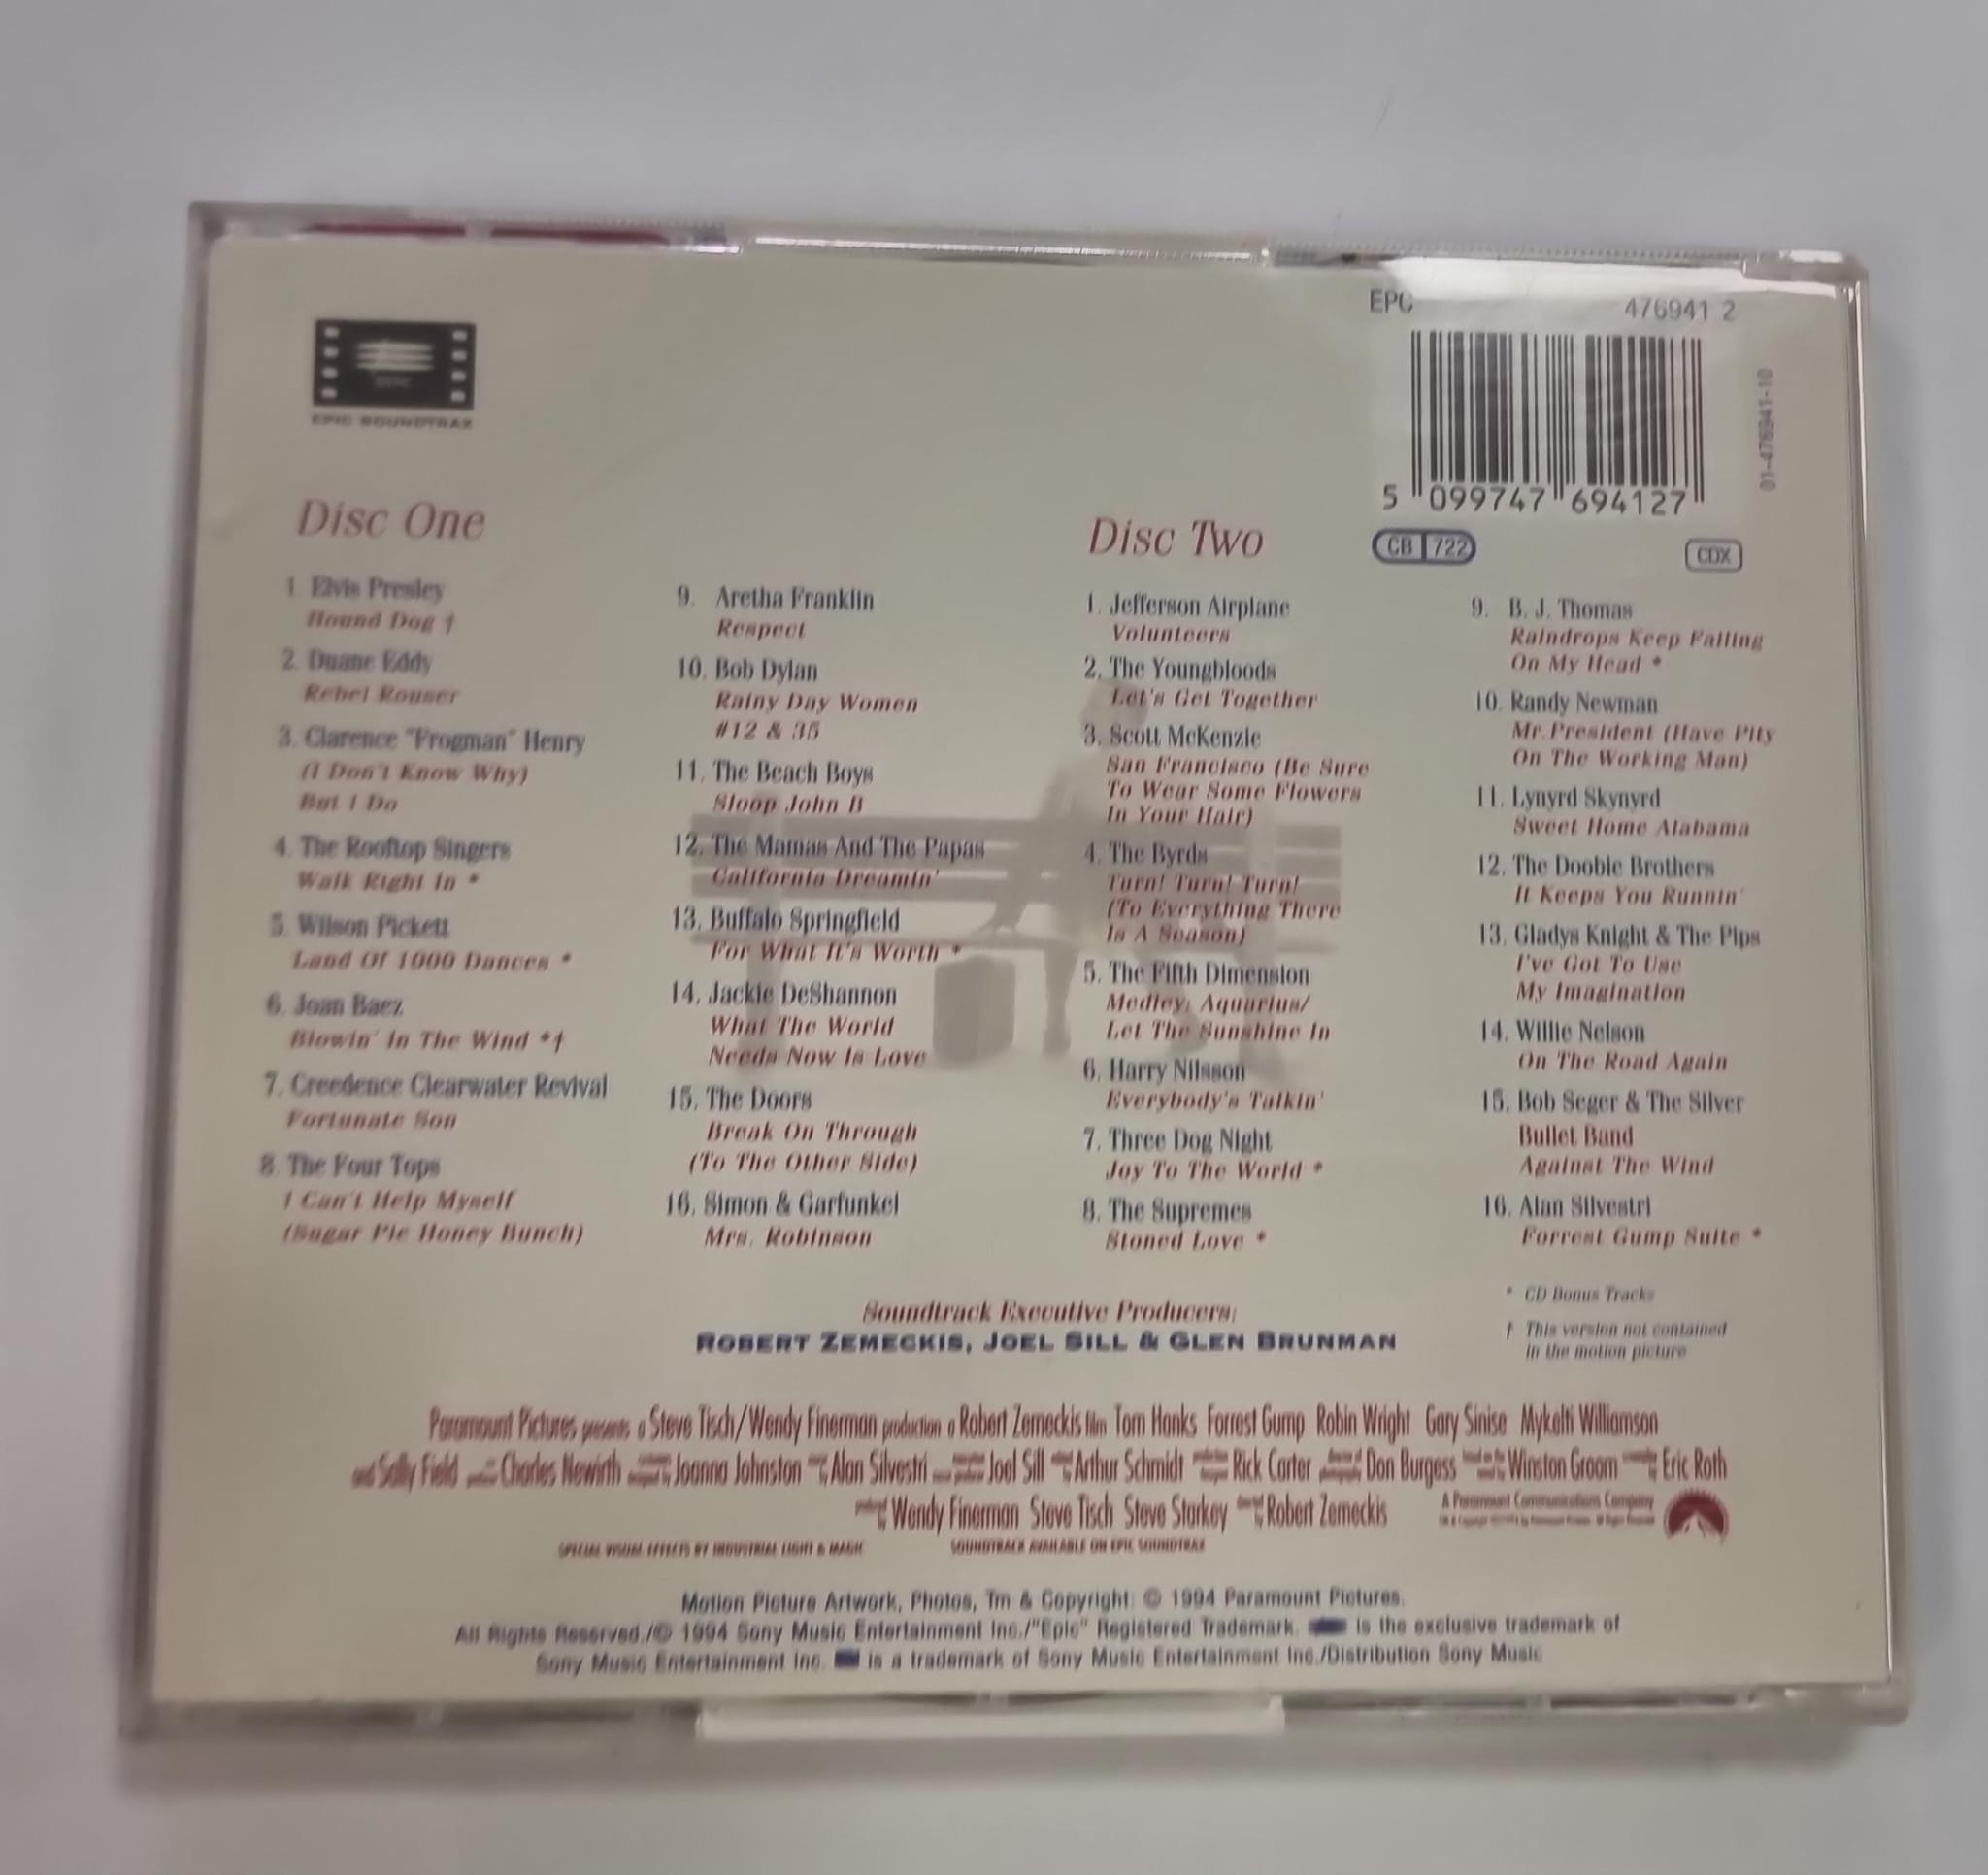 EPC 476941 2
5 099747 694127
01-476941-10
CB 722
CDX
EPIC SOUNDTRAX
Disc One
1. Elvis Presley
Hound Dog †
2. Duane Eddy
Rebel Rouser
3. Clarence "Frogman" Henry
(I Don't Know Why)
But I Do
4. The Rooftop Singers
Walk Right In *
5. Wilson Pickett
Land Of 1000 Dances *
6. Joan Baez
Blowin' In The Wind *†
7. Creedence Clearwater Revival
Fortunate Son
8. The Four Tops
I Can't Help Myself
(Sugar Pie Honey Bunch)
9. Aretha Franklin
Respect
10. Bob Dylan
Rainy Day Women
#12 & 35
11. The Beach Boys
Sloop John B
12. The Mamas And The Papas
California Dreamin'
13. Buffalo Springfield
For What It's Worth *
14. Jackie DeShannon
What The World
Needs Now Is Love
15. The Doors
Break On Through
(To The Other Side)
16. Simon & Garfunkel
Mrs. Robinson
Disc Two
1. Jefferson Airplane
Volunteers
2. The Youngbloods
Let's Get Together
3. Scott McKenzie
San Francisco (Be Sure
To Wear Some Flowers
In Your Hair)
4. The Byrds
Turn! Turn! Turn!
(To Everything There
Is A Season)
5. The Fifth Dimension
Medley: Aquarius/
Let The Sunshine In
6. Harry Nilsson
Everybody's Talkin'
7. Three Dog Night
Joy To The World *
8. The Supremes
Stoned Love *
9. B. J. Thomas
Raindrops Keep Falling
On My Head *
10. Randy Newman
Mr. President (Have Pity
On The Working Man)
11. Lynyrd Skynyrd
Sweet Home Alabama
12. The Doobie Brothers
It Keeps You Runnin'
13. Gladys Knight & The Pips
I've Got To Use
My Imagination
14. Willie Nelson
On The Road Again
15. Bob Seger & The Silver
Bullet Band
Against The Wind
16. Alan Silvestri
Forrest Gump Suite *
* CD Bonus Tracks
† This version not contained
in the motion picture
Soundtrack Executive Producers:
ROBERT ZEMECKIS, JOEL SILL & GLEN BRUNMAN
Paramount Pictures presents a Steve Tisch/Wendy Finerman production a Robert Zemeckis film Tom Hanks Forrest Gump Robin Wright Gary Sinise Mykelti Williamson
and Sally Field Charles Newirth Joanna Johnston Alan Silvestri Joel Sill Arthur Schmidt Rick Carter Don Burgess Winston Groom Eric Roth
Wendy Finerman Steve Tisch Steve Starkey Robert Zemeckis
A Paramount Communications Company
SPECIAL VISUAL EFFECTS BY INDUSTRIAL LIGHT & MAGIC SOUNDTRACK AVAILABLE ON EPIC SOUNDTRAX
Motion Picture Artwork, Photos, Tm & Copyright © 1994 Paramount Pictures.
All Rights Reserved./© 1994 Sony Music Entertainment Inc./"Epic" Registered Trademark. is the exclusive trademark of
Sony Music Entertainment Inc. is a trademark of Sony Music Entertainment Inc./Distribution Sony Music